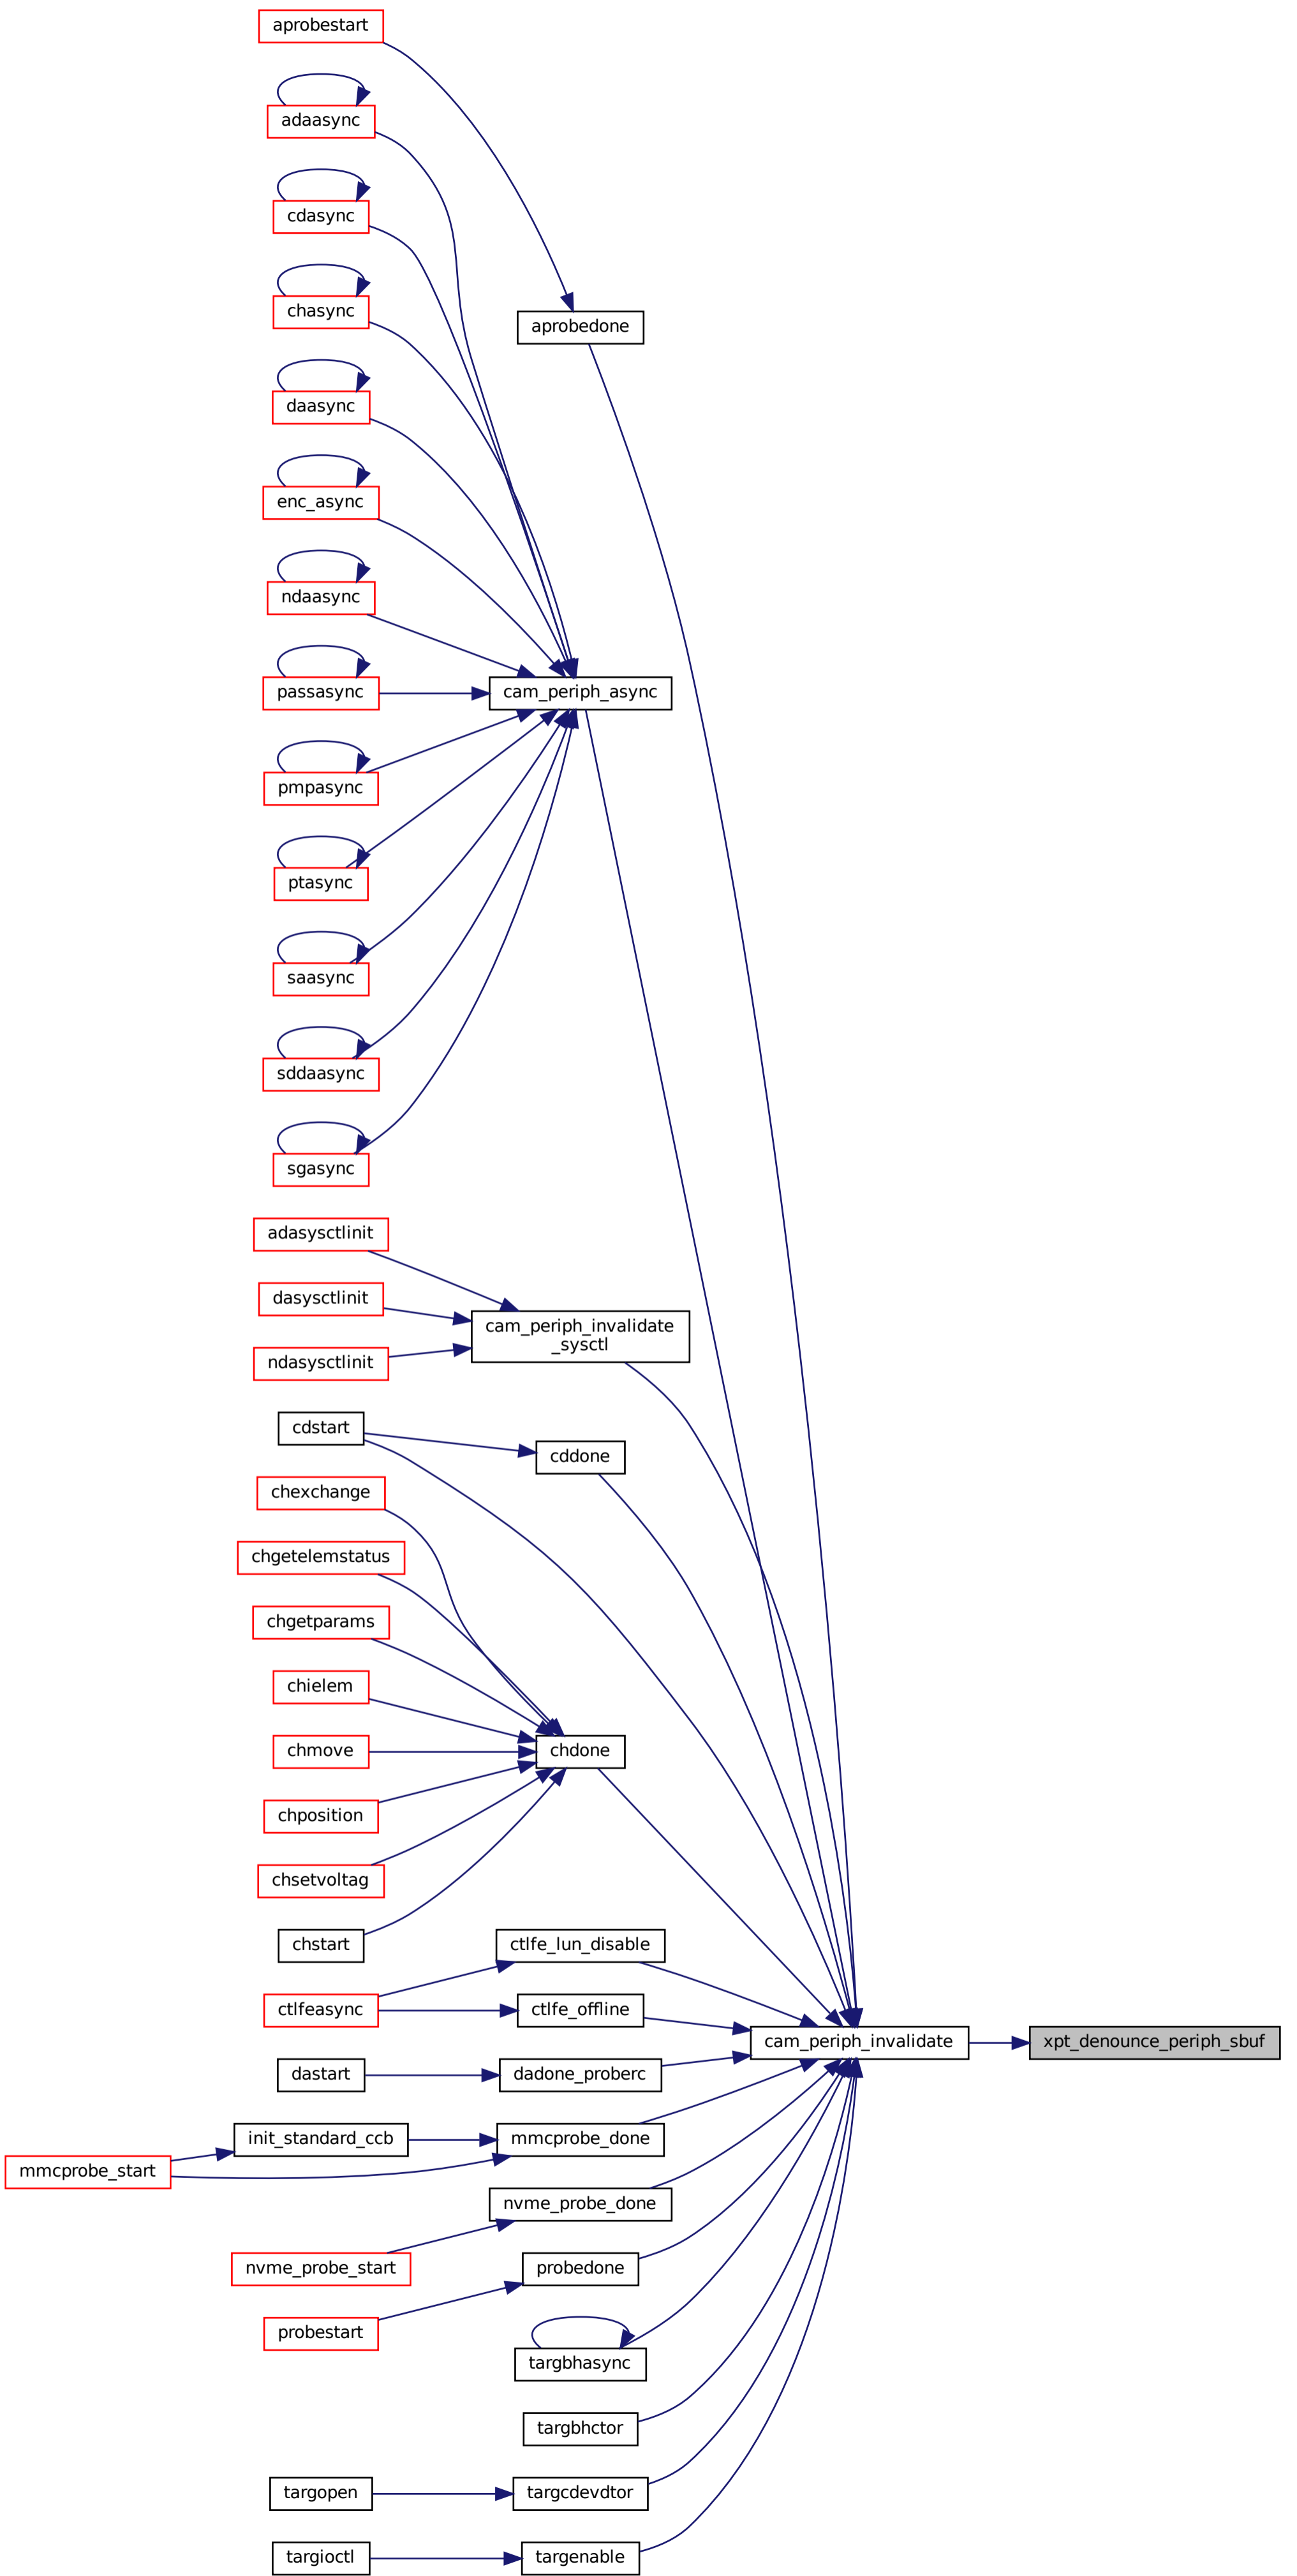 aprobestart
adaasync
cdasync
chasync
aprobedone
daasync
enc_async
ndaasync
passasync
cam_periph_async
pmpasync
ptasync
saasync
sddaasync
sgasync
adasysctlinit
dasysctlinit
cam_periph_invalidate
_sysctl
ndasysctlinit
cdstart
cddone
chexchange
chgetelemstatus
chgetparams
chielem
chmove
chdone
chposition
chsetvoltag
chstart
ctlfe_lun_disable
ctlfeasync
ctlfe_offline
cam_periph_invalidate
xpt_denounce_periph_sbuf
dastart
dadone_proberc
init_standard_ccb
mmcprobe_done
mmcprobe_start
nvme_probe_done
nvme_probe_start
probedone
probestart
targbhasync
targbhctor
targopen
targcdevdtor
targioctl
targenable